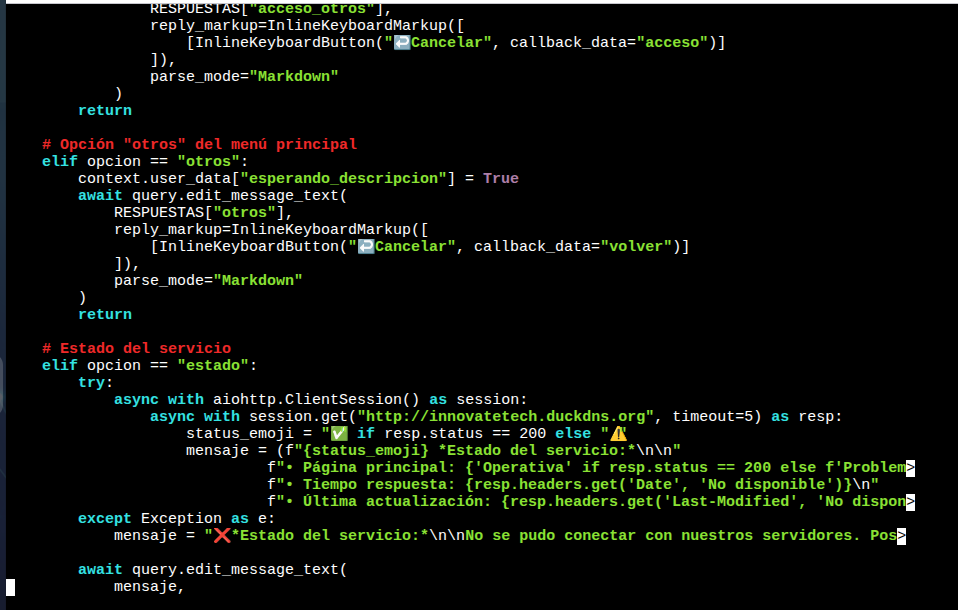 RESPUESTAS["acceso_otros"],
            reply_markup=InlineKeyboardMarkup([
                [InlineKeyboardButton("↩️Cancelar", callback_data="acceso")]
            ]),
            parse_mode="Markdown"
        )
    return

# Opción "otros" del menú principal
elif opcion == "otros":
    context.user_data["esperando_descripcion"] = True
    await query.edit_message_text(
        RESPUESTAS["otros"],
        reply_markup=InlineKeyboardMarkup([
            [InlineKeyboardButton("↩️Cancelar", callback_data="volver")]
        ]),
        parse_mode="Markdown"
    )
    return

# Estado del servicio
elif opcion == "estado":
    try:
        async with aiohttp.ClientSession() as session:
            async with session.get("http://innovatetech.duckdns.org", timeout=5) as resp:
                status_emoji = "✅ if resp.status == 200 else "⚠️"
                mensaje = (f"{status_emoji} *Estado del servicio:*\n\n"
                         f"• Página principal: {'Operativa' if resp.status == 200 else f'Problem>
                         f"• Tiempo respuesta: {resp.headers.get('Date', 'No disponible')}\n"
                         f"• Última actualización: {resp.headers.get('Last-Modified', 'No dispon>
    except Exception as e:
        mensaje = "❌*Estado del servicio:*\n\nNo se pudo conectar con nuestros servidores. Pos>

    await query.edit_message_text(
        mensaje,